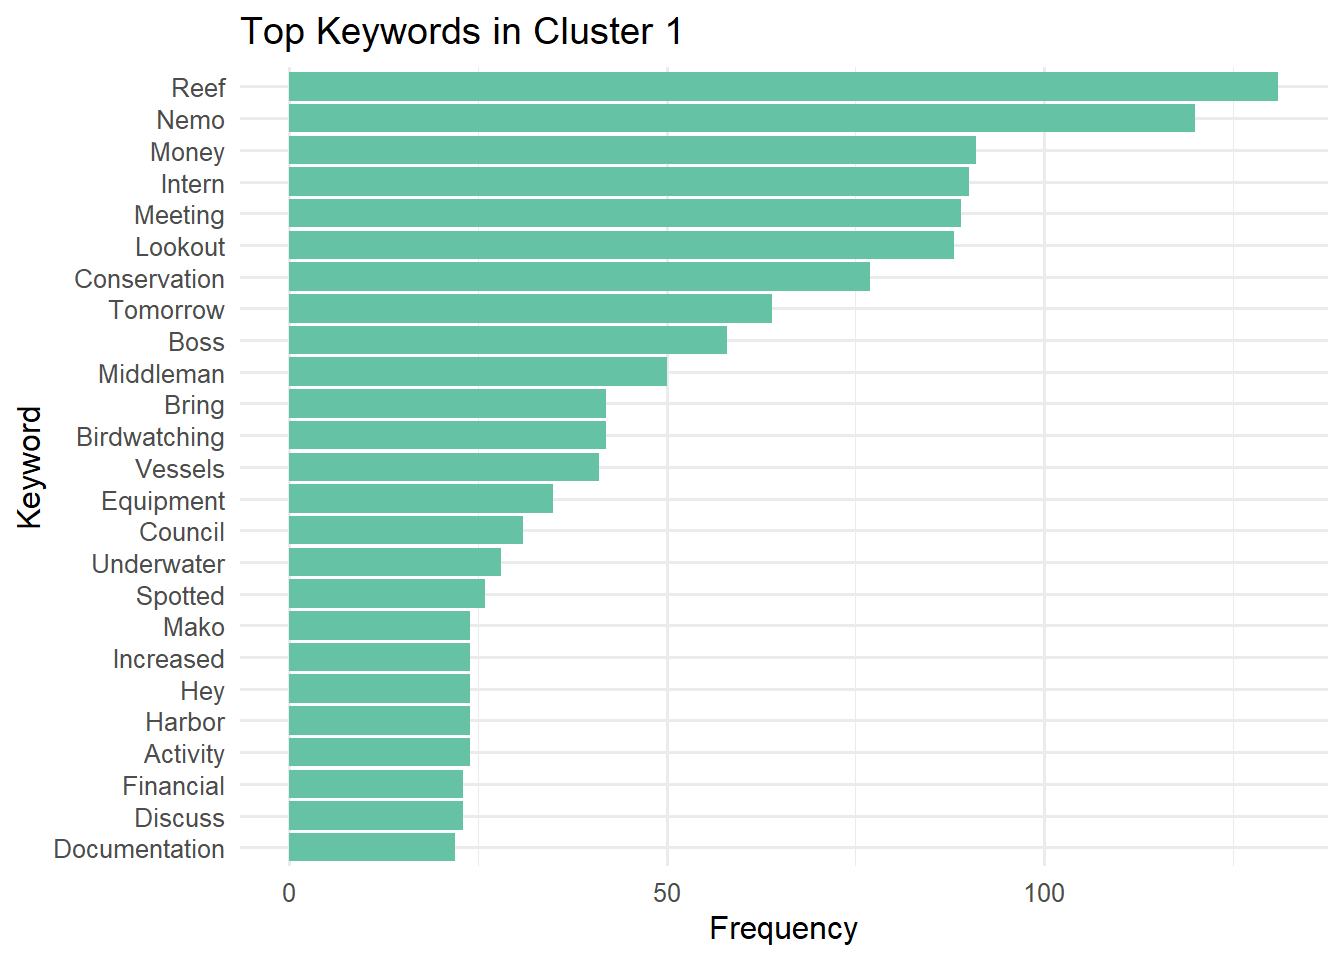 Top Keywords in Cluster 1
Reef
Nemo
Money
Intern
Meeting
Lookout
Conservation
Tomorrow
Boss
Middleman
Bring
Birdwatching
Vessels
Equipment
Council
Underwater
Spotted
Mako
Increased
Hey
Harbor
Activity
Financial
Discuss
Documentation
Keyword
0 50 100
Frequency